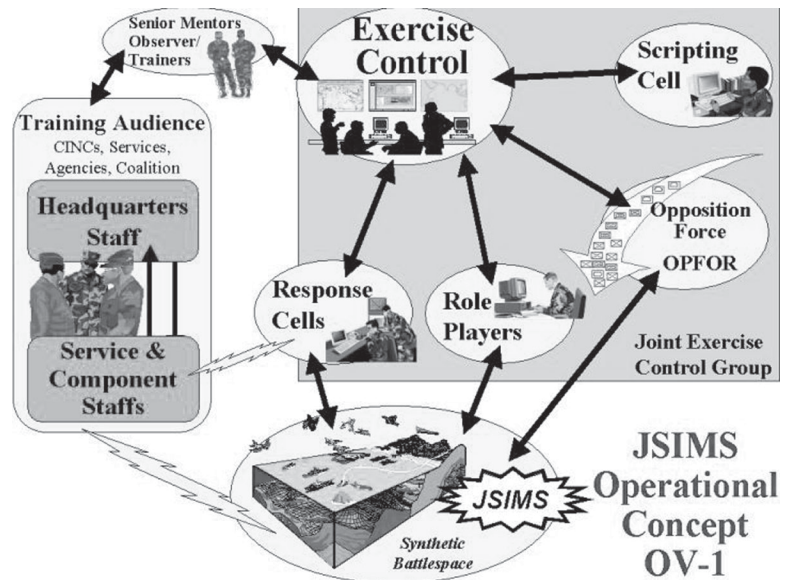 Senior Mentors
Observer/
Trainers
Exercise
Control
Scripting
Cell
Training Audience
CINCs, Services,
Agencies, Coalition
Headquarters
Staff
Opposition
Force
OPFOR
Response
Cells
Role
Players
Service &
Component
Staffs
Joint Exercise
Control Group
JSIMS
Synthetic
Battlespace
JSIMS
Operational
Concept
OV-1